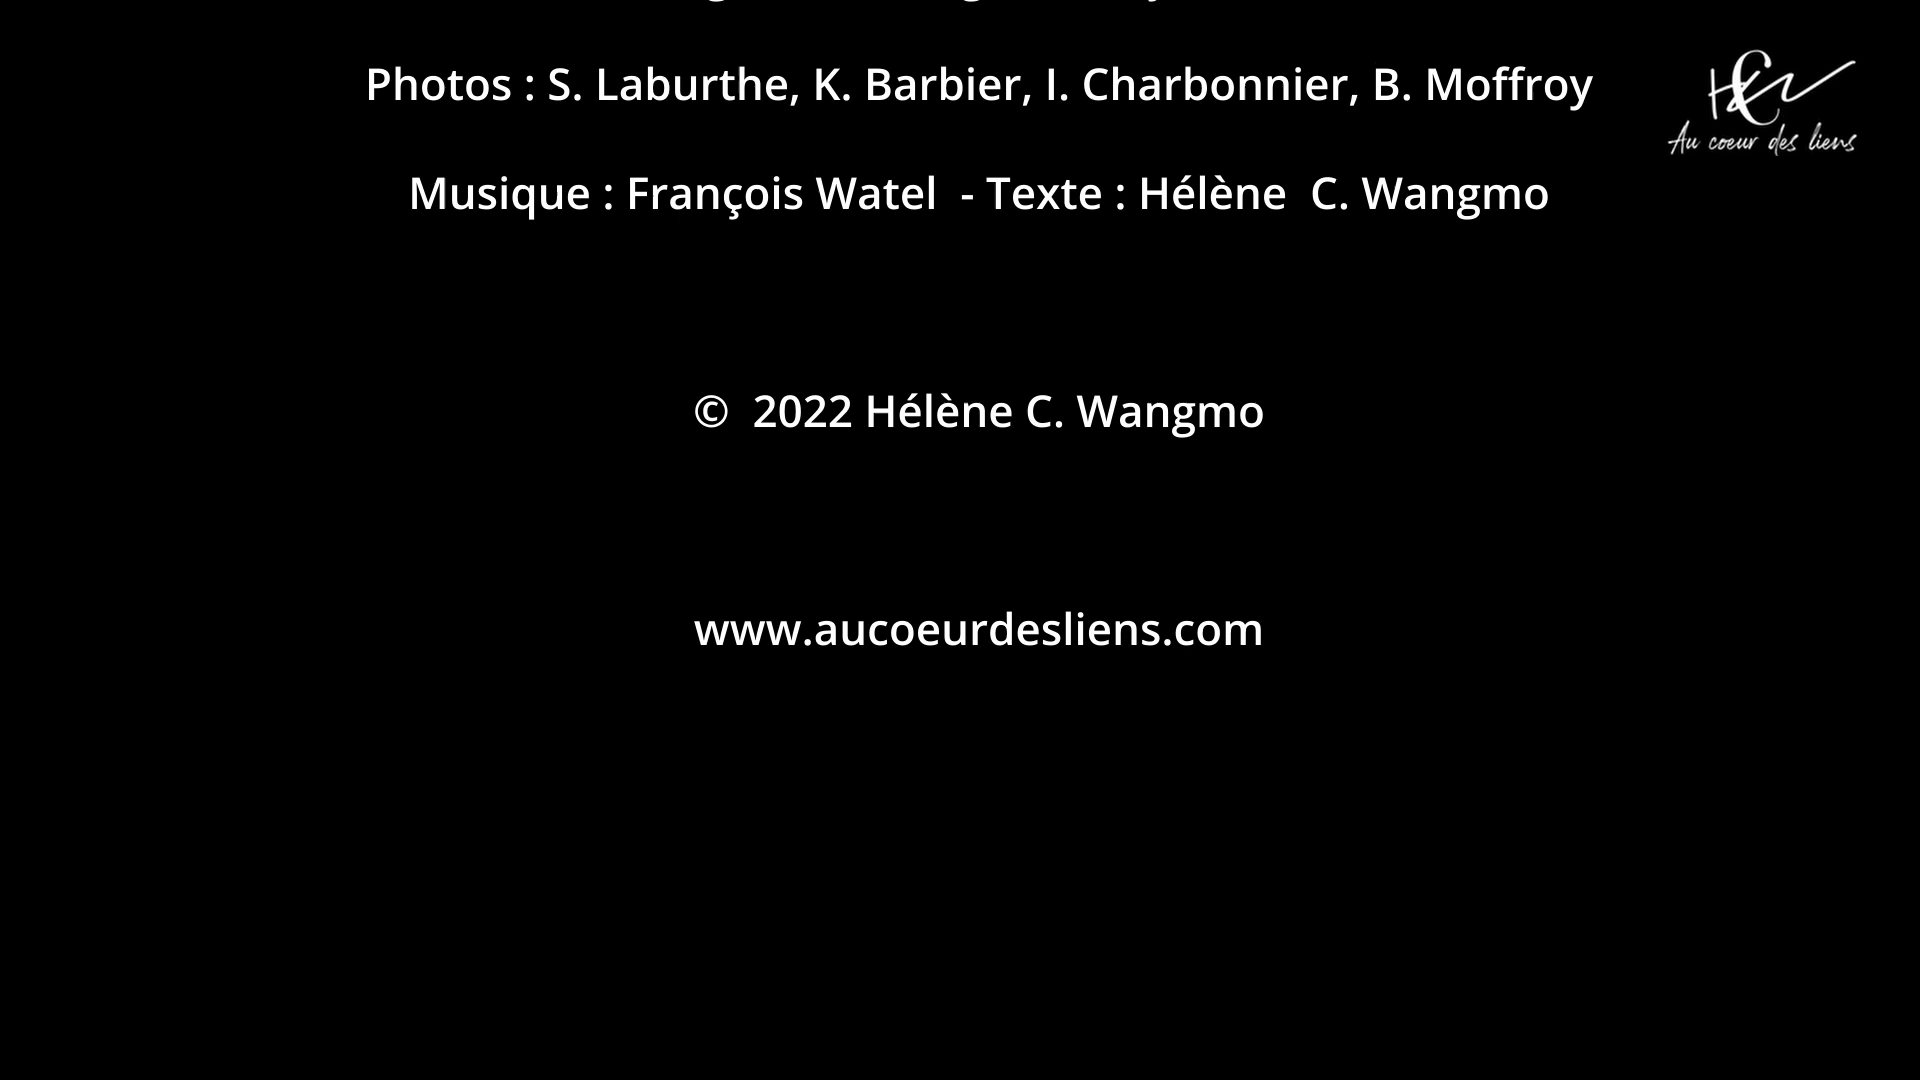 Photos : S. Laburthe, K. Barbier, I. Charbonnier, B. Moffroy
HCW
Au coeur des liens
Musique : François Watel  - Texte : Hélène  C. Wangmo
©  2022 Hélène C. Wangmo
www.aucoeurdesliens.com